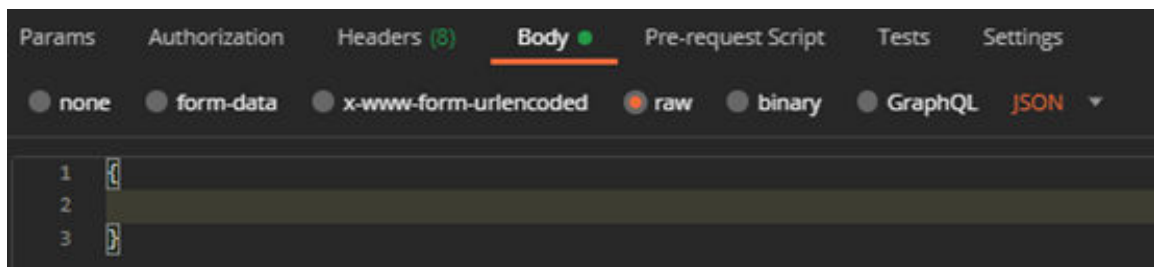 Params Authorization Headers (8) Body Pre-request Script Tests Settings
none form-data x-www-form-urlencoded raw binary GraphQL JSON
1 {
2
3 }